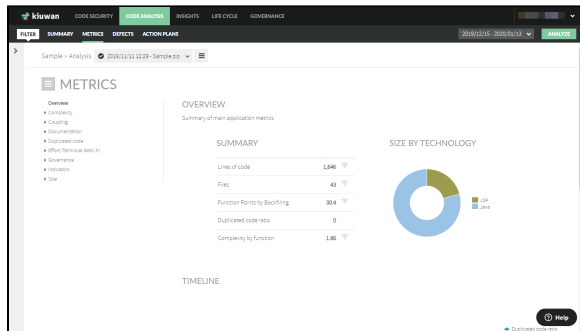 kiuwan CODE SECURITY CODE ANALYSIS INSIGHTS LIFE CYCLE GOVERNANCE
FILTER SUMMARY METRICS DEFECTS ACTION PLANS 2019/12/15 - 2020/01/13 ANALYZE
Sample > Analysis 2019/11/11 12:29 - Sample.zip
METRICS
Overview
Complexity
Coupling
Documentation
Duplicated code
Effort/Technical debt (fi)
Governance
Indicators
Size
OVERVIEW
Summary of main application metrics
SUMMARY
Lines of code 1,646
Files 43
Function Points by Backfiring 30.4
Duplicated code ratio 0
Complexity by function 1.86
SIZE BY TECHNOLOGY
JSP
Java
TIMELINE
Help
Duplicated code ratio